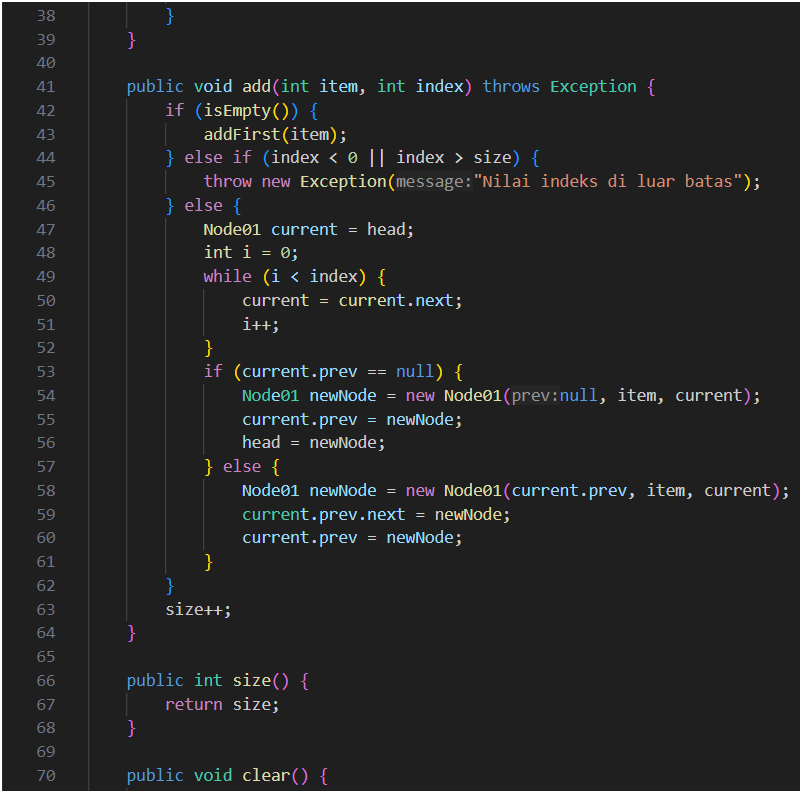 38 }
39 }
40
41 public void add(int item, int index) throws Exception {
42 if (isEmpty()) {
43 addFirst(item);
44 } else if (index < 0 || index > size) {
45 throw new Exception(message:"Nilai indeks di luar batas");
46 } else {
47 Node01 current = head;
48 int i = 0;
49 while (i < index) {
50 current = current.next;
51 i++;
52 }
53 if (current.prev == null) {
54 Node01 newNode = new Node01(prev:null, item, current);
55 current.prev = newNode;
56 head = newNode;
57 } else {
58 Node01 newNode = new Node01(current.prev, item, current);
59 current.prev.next = newNode;
60 current.prev = newNode;
61 }
62 }
63 size++;
64 }
65
66 public int size() {
67 return size;
68 }
69
70 public void clear() {